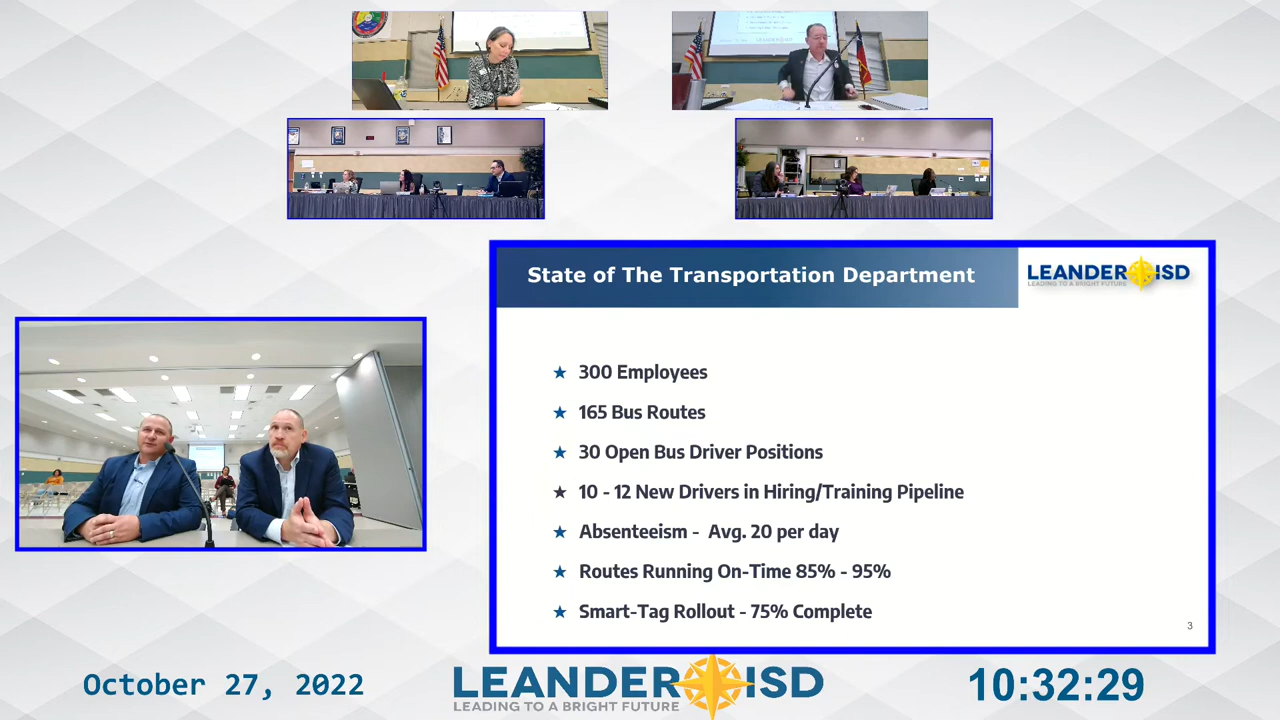 State of The Transportation Department
LEANDER ISD
LEADING TO A BRIGHT FUTURE
300 Employees
165 Bus Routes
30 Open Bus Driver Positions
10 - 12 New Drivers in Hiring/Training Pipeline
Absenteeism - Avg. 20 per day
Routes Running On-Time 85% - 95%
Smart-Tag Rollout - 75% Complete
3
October 27, 2022
LEANDER ISD
LEADING TO A BRIGHT FUTURE
10:32:29